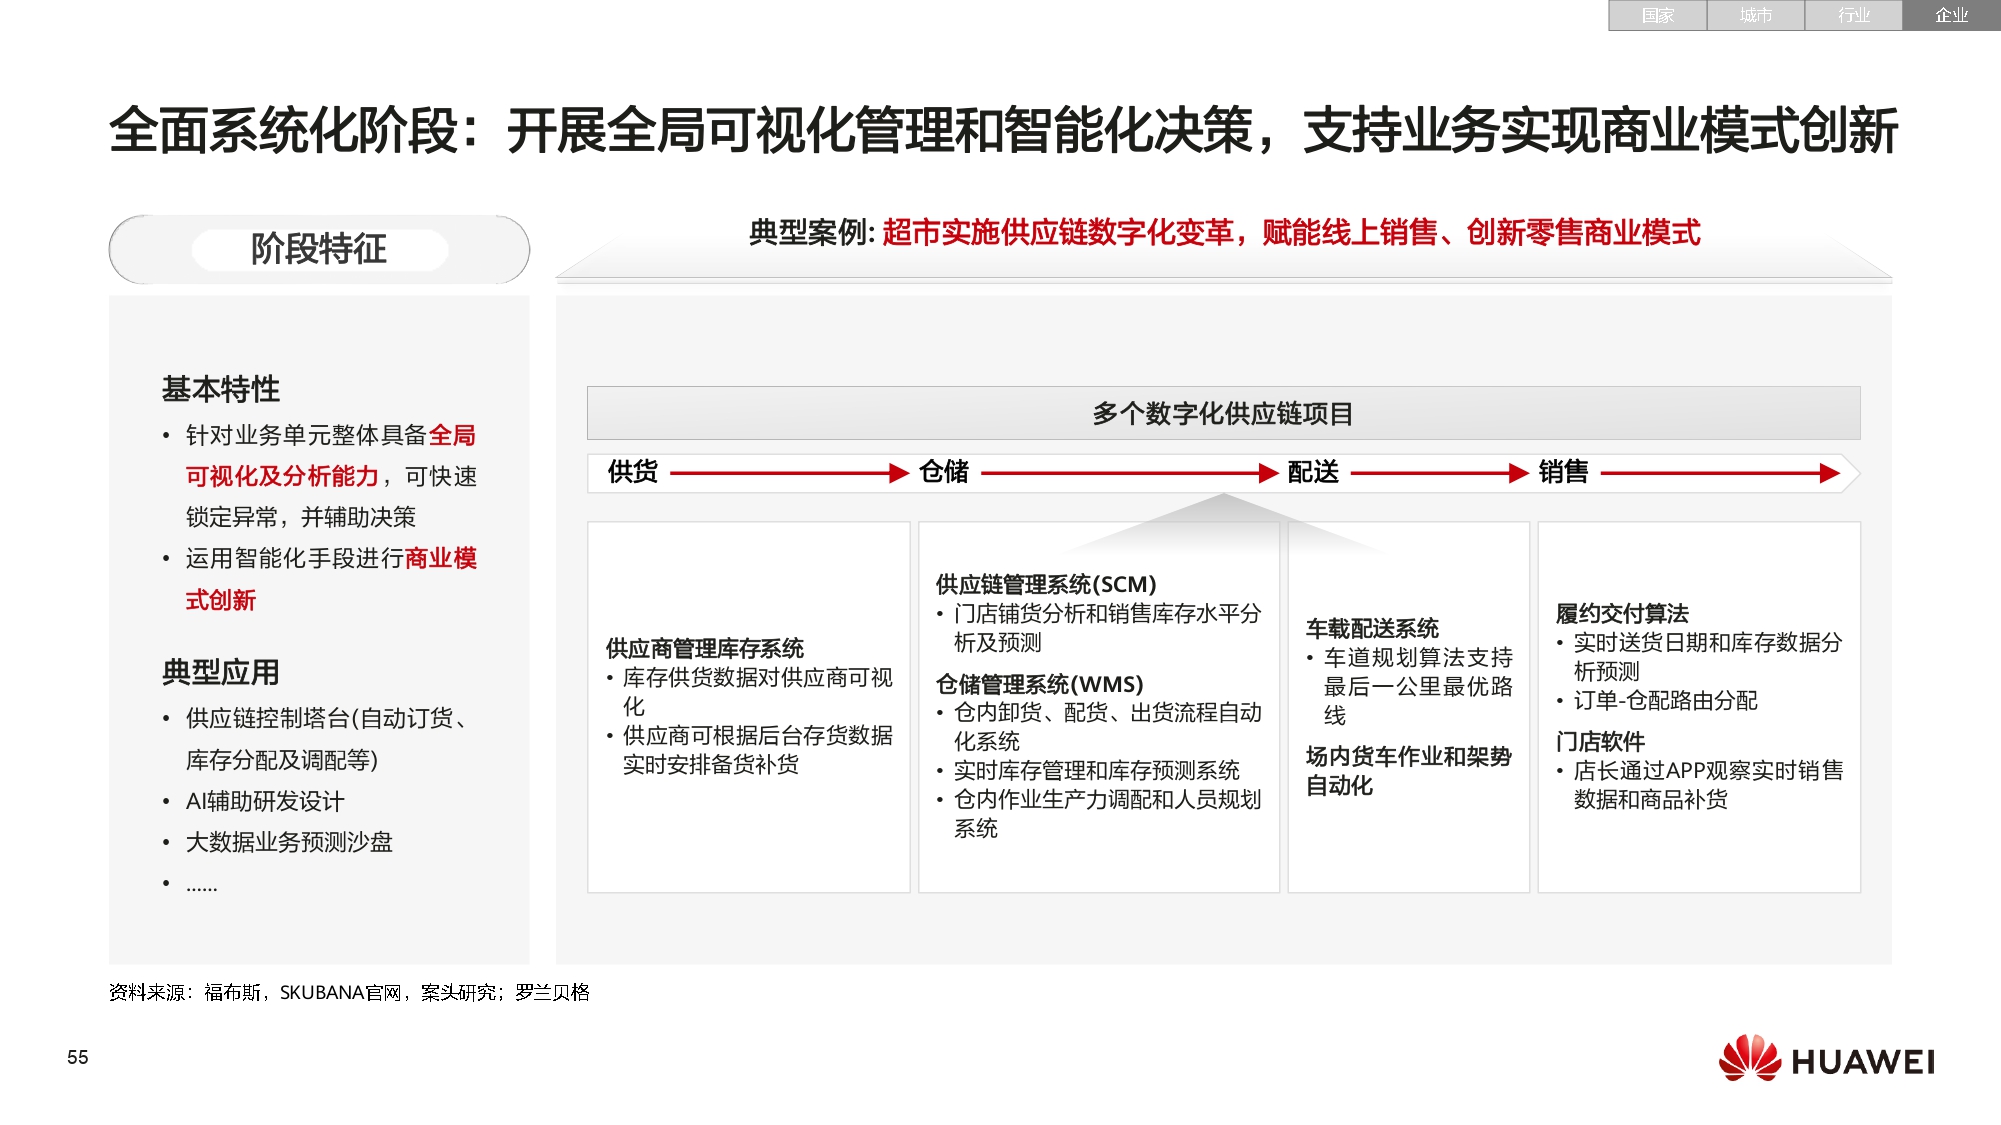 国家 城市 行业 企业
全面系统化阶段：开展全局可视化管理和智能化决策，支持业务实现商业模式创新
阶段特征
典型案例: 超市实施供应链数字化变革，赋能线上销售、创新零售商业模式
基本特性
• 针对业务单元整体具备全局
可视化及分析能力，可快速
锁定异常，并辅助决策
• 运用智能化手段进行商业模
式创新
典型应用
• 供应链控制塔台(自动订货、
库存分配及调配等)
• AI辅助研发设计
• 大数据业务预测沙盘
• ......
多个数字化供应链项目
供货 仓储 配送 销售
供应商管理库存系统
• 库存供货数据对供应商可视
化
• 供应商可根据后台存货数据
实时安排备货补货
供应链管理系统(SCM)
• 门店铺货分析和销售库存水平分
析及预测
仓储管理系统(WMS)
• 仓内卸货、配货、出货流程自动
化系统
• 实时库存管理和库存预测系统
• 仓内作业生产力调配和人员规划
系统
车载配送系统
• 车道规划算法支持
最后一公里最优路
线
场内货车作业和架势
自动化
履约交付算法
• 实时送货日期和库存数据分
析预测
• 订单-仓配路由分配
门店软件
• 店长通过APP观察实时销售
数据和商品补货
资料来源：福布斯，SKUBANA官网，案头研究；罗兰贝格
55
HUAWEI